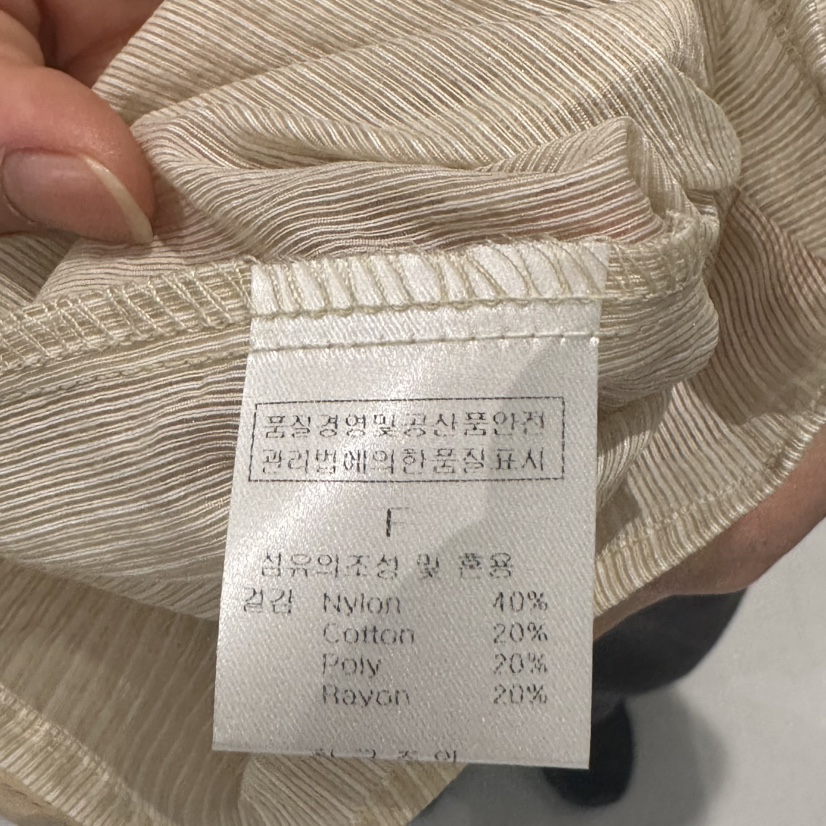 품질경영및공산품안전
관리법에의한품질표시
F
섬유의조성 및 혼용
겉감 Nylon 40%
Cotton 20%
Poly 20%
Rayon 20%